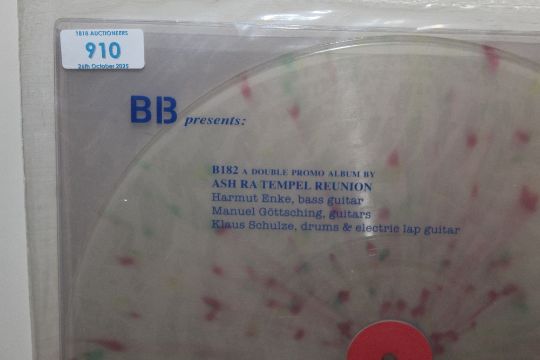 1818 AUCTIONEERS
910
26th October 2025
BB presents:
B182 A DOUBLE PROMO ALBUM BY
ASH RA TEMPEL REUNION
Harmut Enke, bass guitar
Manuel Göttsching, guitars
Klaus Schulze, drums & electric lap guitar